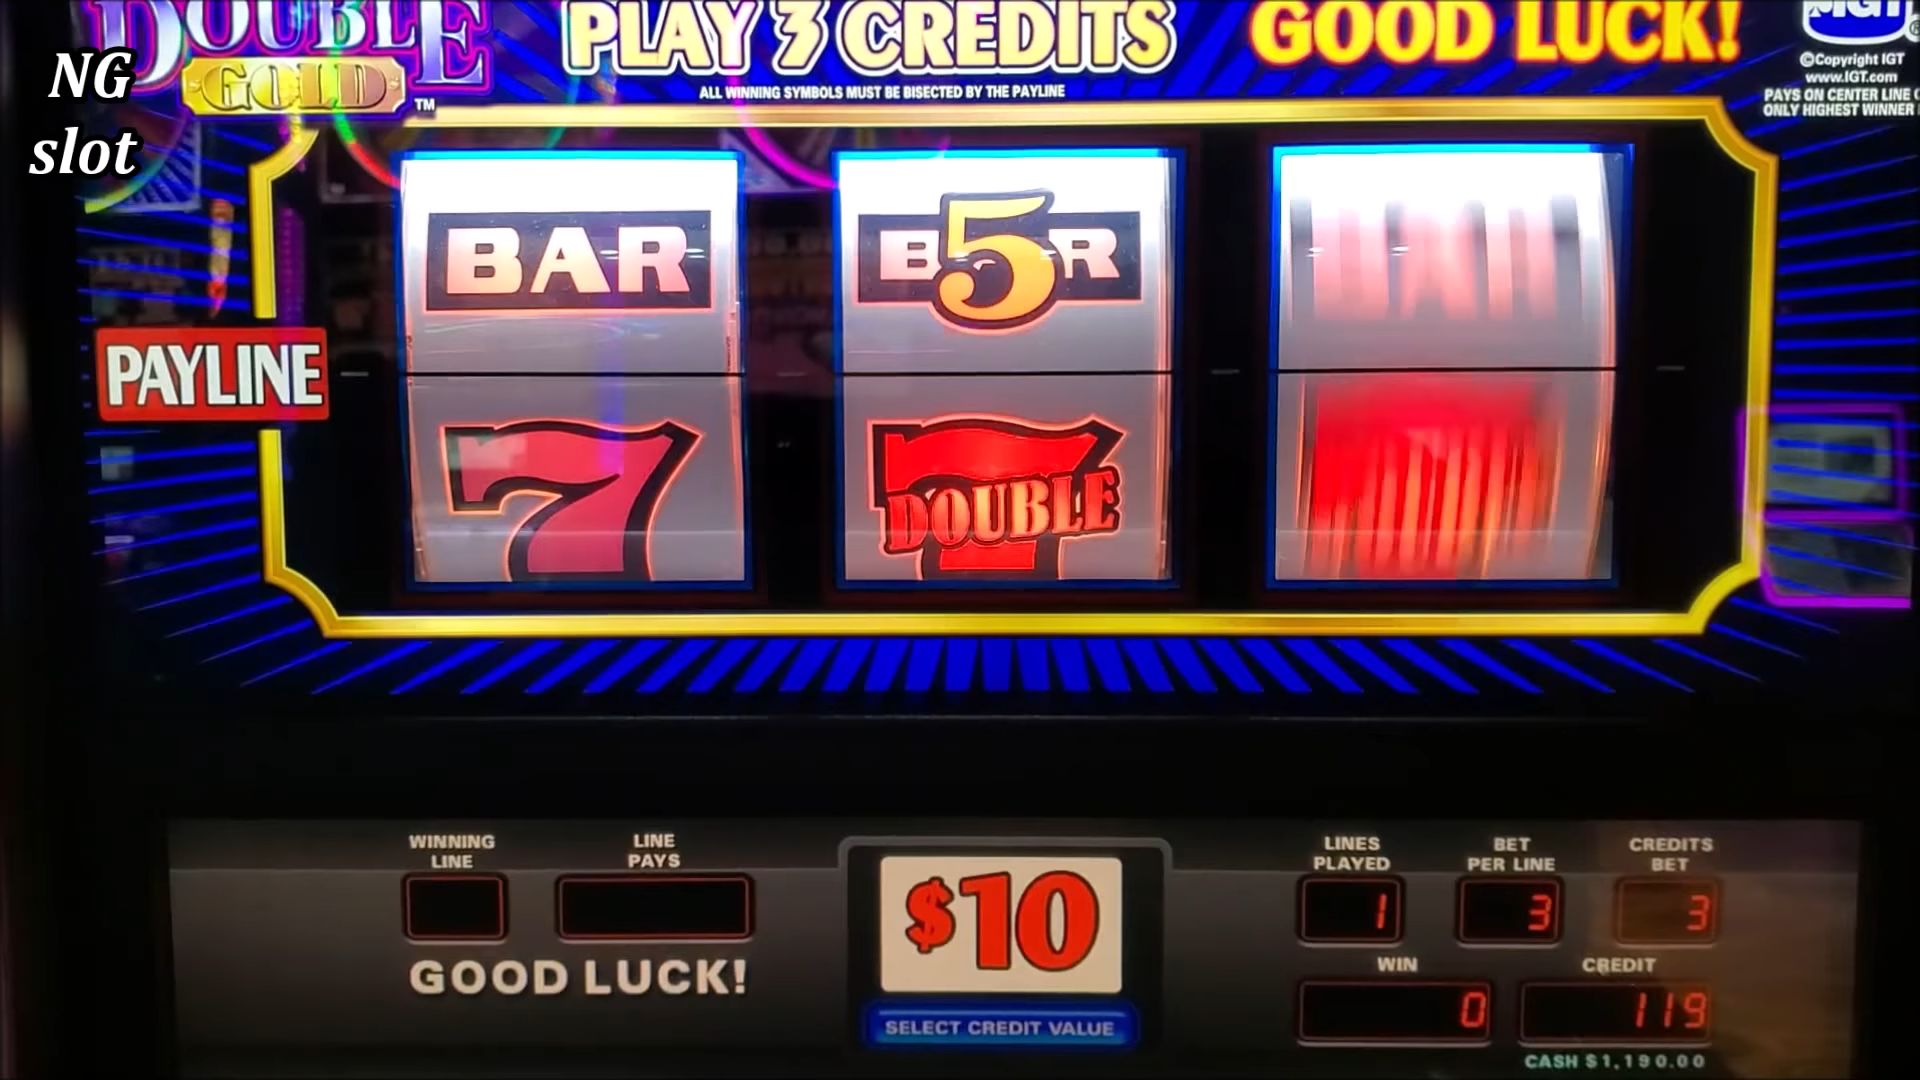 NG
slot
DOUBLE
GOLD
TM
PLAY 3 CREDITS
GOOD LUCK!
ALL WINNING SYMBOLS MUST BE BISECTED BY THE PAYLINE
IGT
©Copyright IGT
www.IGT.com
PAYS ON CENTER LINE
ONLY HIGHEST WINNER
BAR
B5R
PAYLINE
7
7
DOUBLE
WINNING
LINE
LINE
PAYS
GOOD LUCK!
$10
SELECT CREDIT VALUE
LINES
PLAYED
BET
PER LINE
CREDITS
BET
1
3
3
WIN
CREDIT
0
119
CASH $1,190.00